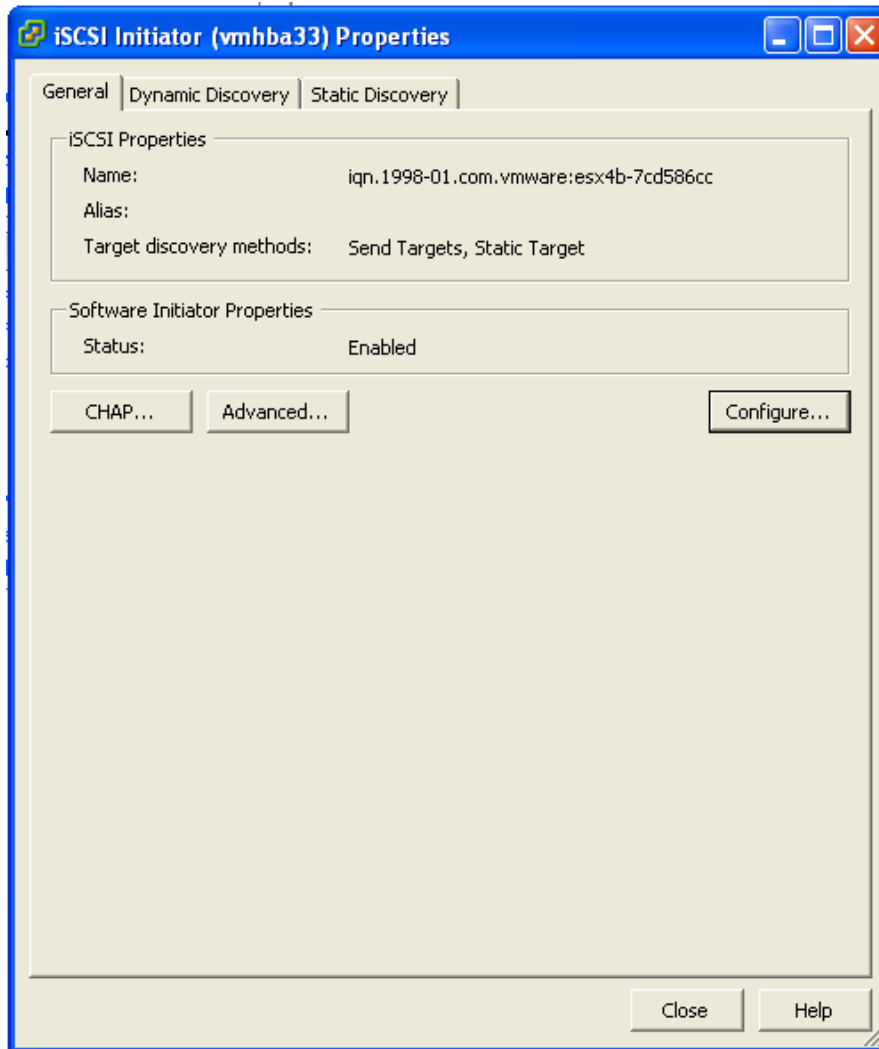 iSCSI Initiator (vmhba33) Properties
General Dynamic Discovery Static Discovery
iSCSI Properties
Name: iqn.1998-01.com.vmware:esx4b-7cd586cc
Alias:
Target discovery methods: Send Targets, Static Target
Software Initiator Properties
Status: Enabled
CHAP... Advanced... Configure...
Close Help